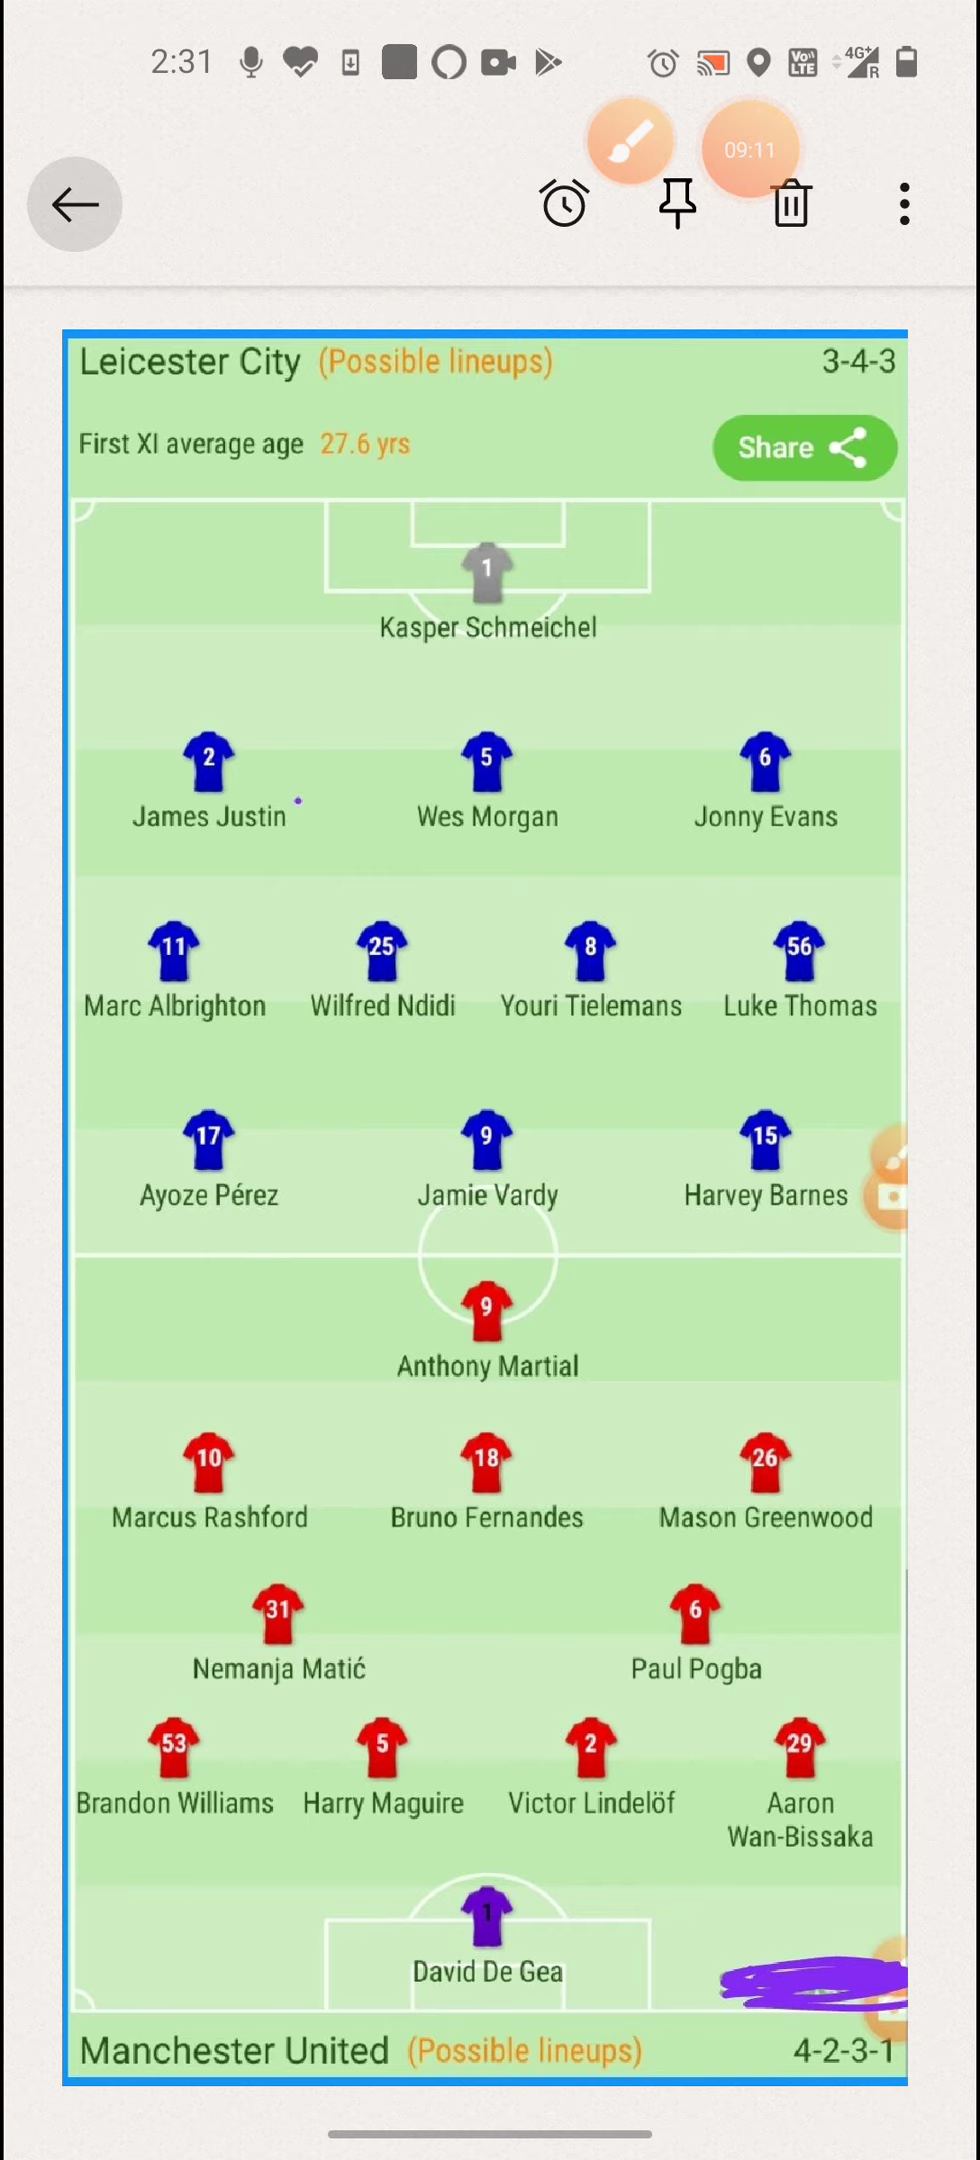 2:31
Vo)) LTE
4G+
R
09:11
Leicester City (Possible lineups) 3-4-3
First XI average age 27.6 yrs
Share
1
Kasper Schmeichel
2 5 6
James Justin Wes Morgan Jonny Evans
11 25 8 56
Marc Albrighton Wilfred Ndidi Youri Tielemans Luke Thomas
17 9 15
Ayoze Pérez Jamie Vardy Harvey Barnes
9
Anthony Martial
10 18 26
Marcus Rashford Bruno Fernandes Mason Greenwood
31 6
Nemanja Matić Paul Pogba
53 5 2 29
Brandon Williams Harry Maguire Victor Lindelöf Aaron
Wan-Bissaka
1
David De Gea
Manchester United (Possible lineups) 4-2-3-1